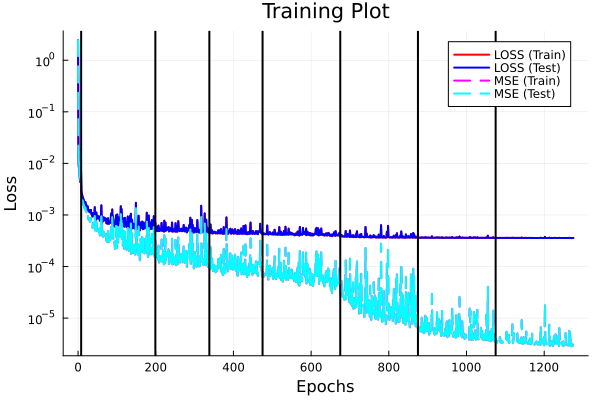 Training Plot
LOSS (Train)
LOSS (Test)
MSE (Train)
MSE (Test)
Loss
10⁰
10⁻¹
10⁻²
10⁻³
10⁻⁴
10⁻⁵
0 200 400 600 800 1000 1200
Epochs